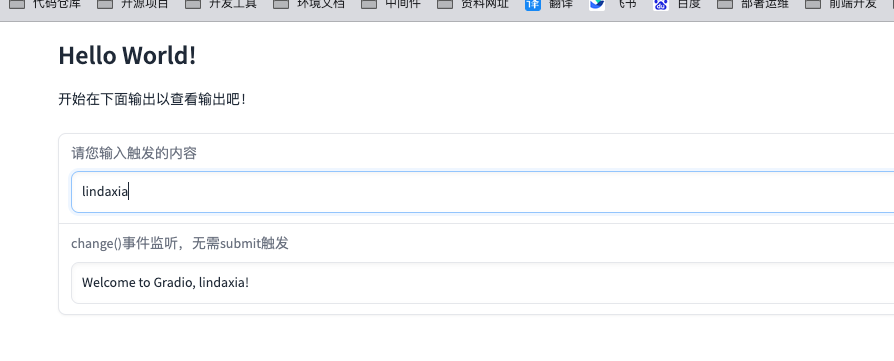 代码仓库 开源项目 开发工具 环境文档 中间件 资料网址 译 翻译 飞书 百度 部署运维 前端开发
Hello World!
开始在下面输出以查看输出吧！
请您输入触发的内容
lindaxia
change()事件监听，无需submit触发
Welcome to Gradio, lindaxia!